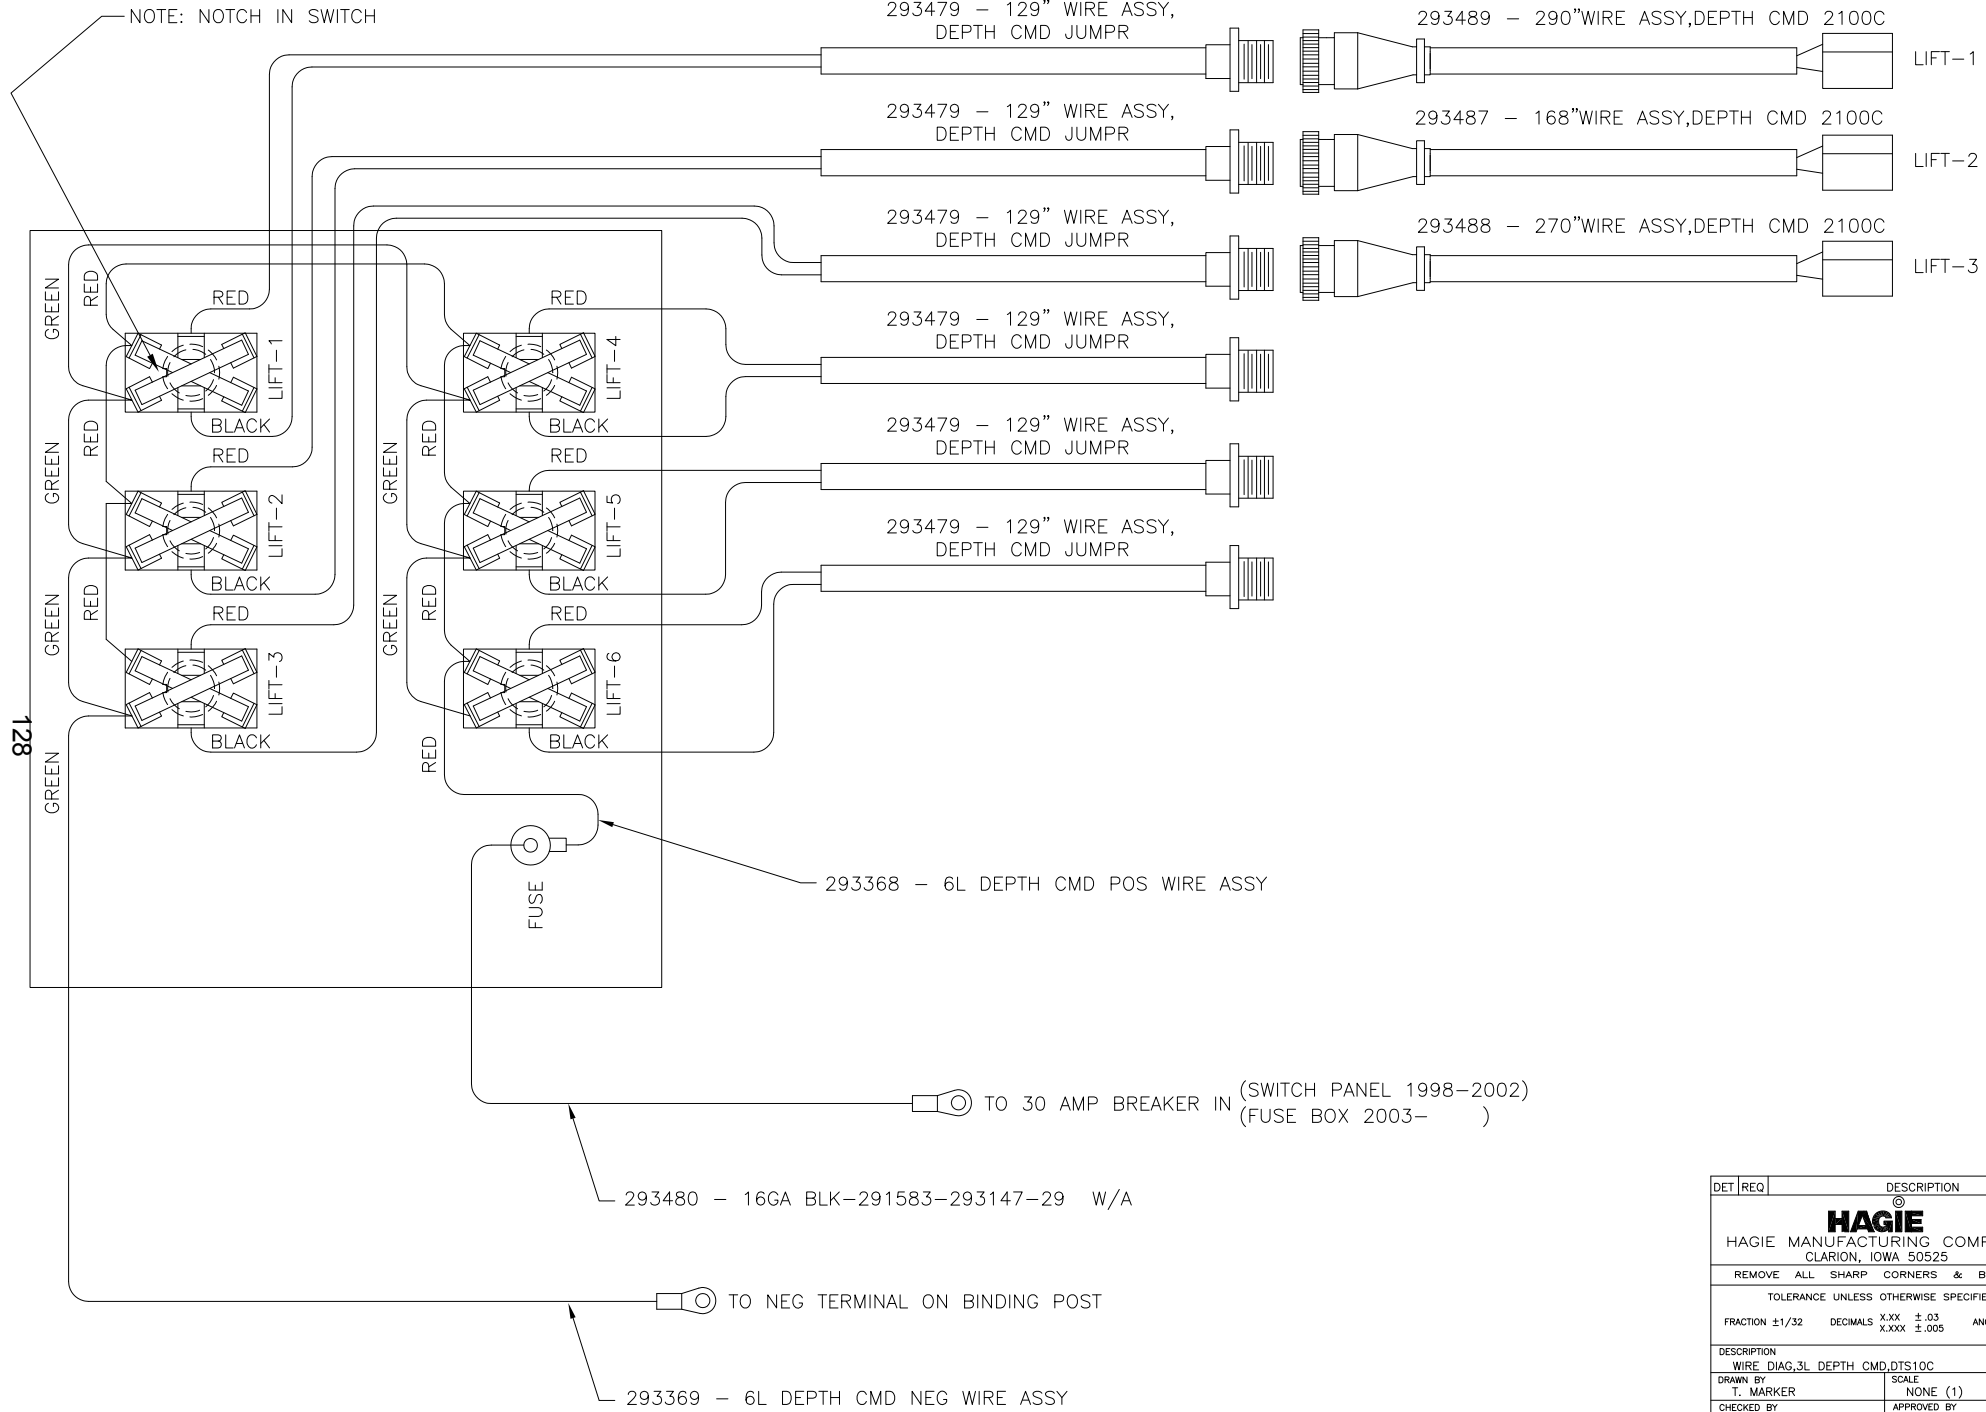 NOTE: NOTCH IN SWITCH
293479 - 129" WIRE ASSY,
DEPTH CMD JUMPR
293489 - 290"WIRE ASSY,DEPTH CMD 2100C
LIFT-1
293479 - 129" WIRE ASSY,
DEPTH CMD JUMPR
293487 - 168"WIRE ASSY,DEPTH CMD 2100C
LIFT-2
293479 - 129" WIRE ASSY,
DEPTH CMD JUMPR
293488 - 270"WIRE ASSY,DEPTH CMD 2100C
LIFT-3
293479 - 129" WIRE ASSY,
DEPTH CMD JUMPR
293479 - 129" WIRE ASSY,
DEPTH CMD JUMPR
293479 - 129" WIRE ASSY,
DEPTH CMD JUMPR
GREEN
RED
RED
LIFT-1
BLACK
RED
LIFT-4
BLACK
GREEN
RED
RED
LIFT-2
BLACK
GREEN
RED
RED
LIFT-5
BLACK
GREEN
RED
RED
LIFT-3
BLACK
GREEN
RED
RED
LIFT-6
BLACK
GREEN
RED
128
FUSE
293368 - 6L DEPTH CMD POS WIRE ASSY
TO 30 AMP BREAKER IN
(SWITCH PANEL 1998-2002)
(FUSE BOX 2003- )
293480 - 16GA BLK-291583-293147-29 W/A
TO NEG TERMINAL ON BINDING POST
293369 - 6L DEPTH CMD NEG WIRE ASSY
DET REQ DESCRIPTION
HAGIE
HAGIE MANUFACTURING COMP
CLARION, IOWA 50525
REMOVE ALL SHARP CORNERS & B
TOLERANCE UNLESS OTHERWISE SPECIFIE
FRACTION ±1/32 DECIMALS X.XX ±.03 AN
X.XXX ±.005
DESCRIPTION
WIRE DIAG,3L DEPTH CMD,DTS10C
DRAWN BY SCALE
T. MARKER NONE (1)
CHECKED BY APPROVED BY